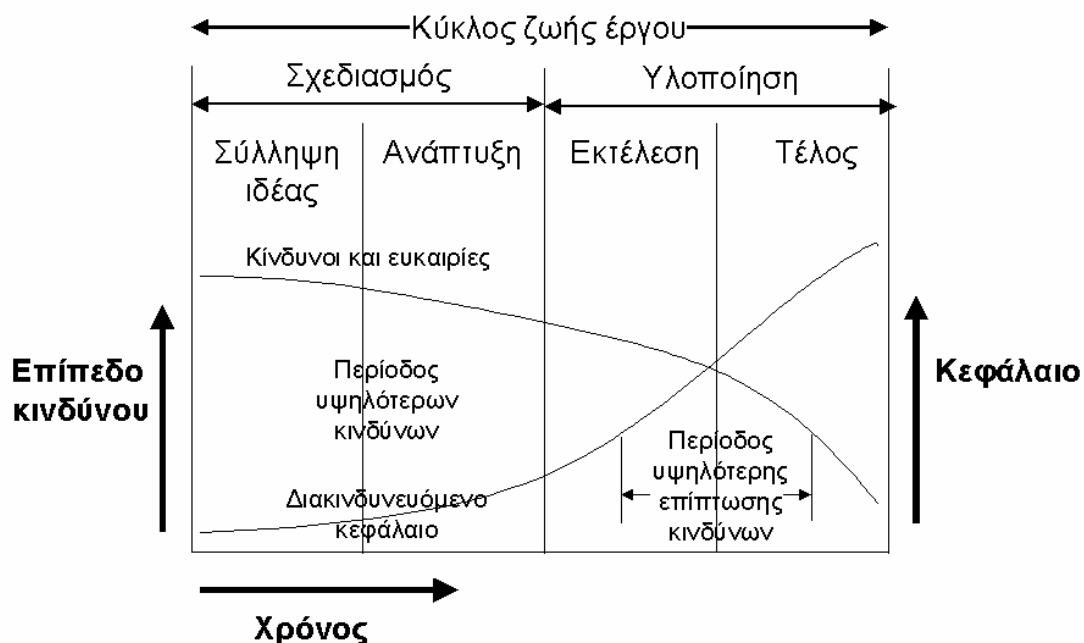 Κύκλος ζωής έργου
Σχεδιασμός
Υλοποίηση
Σύλληψη
ιδέας
Ανάπτυξη
Εκτέλεση
Τέλος
Κίνδυνοι και ευκαιρίες
Επίπεδο
κινδύνου
Περίοδος
υψηλότερων
κινδύνων
Κεφάλαιο
Περίοδος
υψηλότερης
επίπτωσης
κινδύνων
Διακινδυνευόμενο
κεφάλαιο
Χρόνος